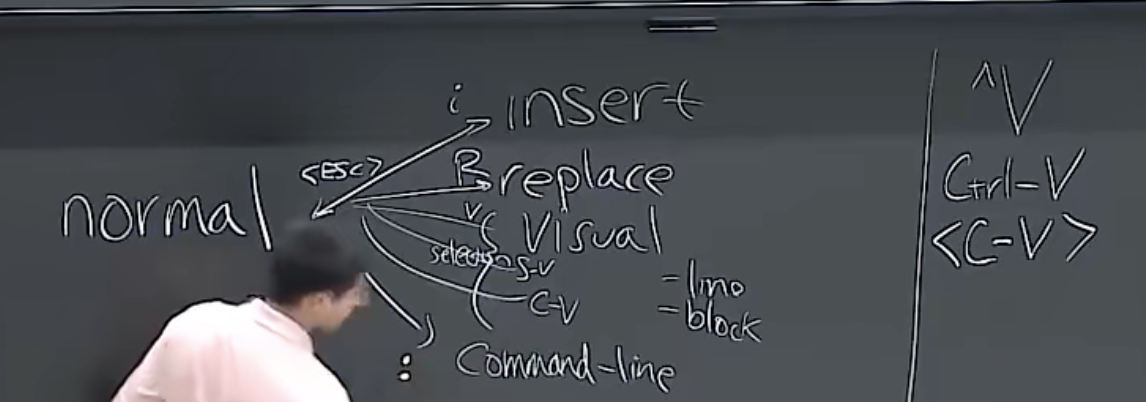 i insert
<ESC>
R replace
normal
v Visual
selection S-V
-line
C-V
-block
: Command-line
^V
Ctrl-V
<C-V>